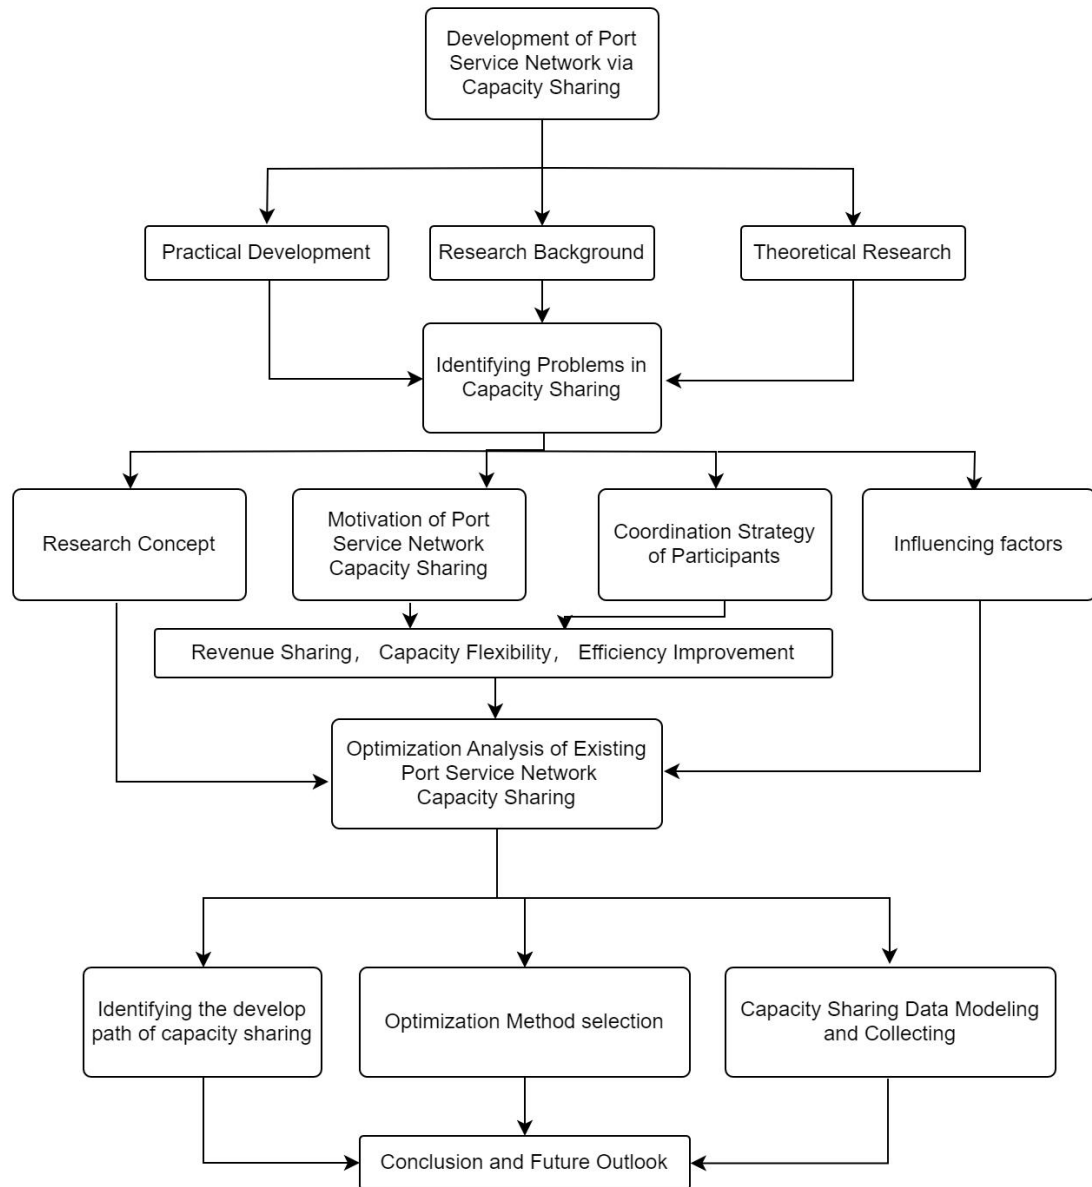 Development of Port
Service Network via
Capacity Sharing
Practical Development
Research Background
Theoretical Research
Identifying Problems in
Capacity Sharing
Research Concept
Motivation of Port
Service Network
Capacity Sharing
Coordination Strategy
of Participants
Influencing factors
Revenue Sharing， Capacity Flexibility， Efficiency Improvement
Optimization Analysis of Existing
Port Service Network
Capacity Sharing
Identifying the develop
path of capacity sharing
Optimization Method selection
Capacity Sharing Data Modeling
and Collecting
Conclusion and Future Outlook